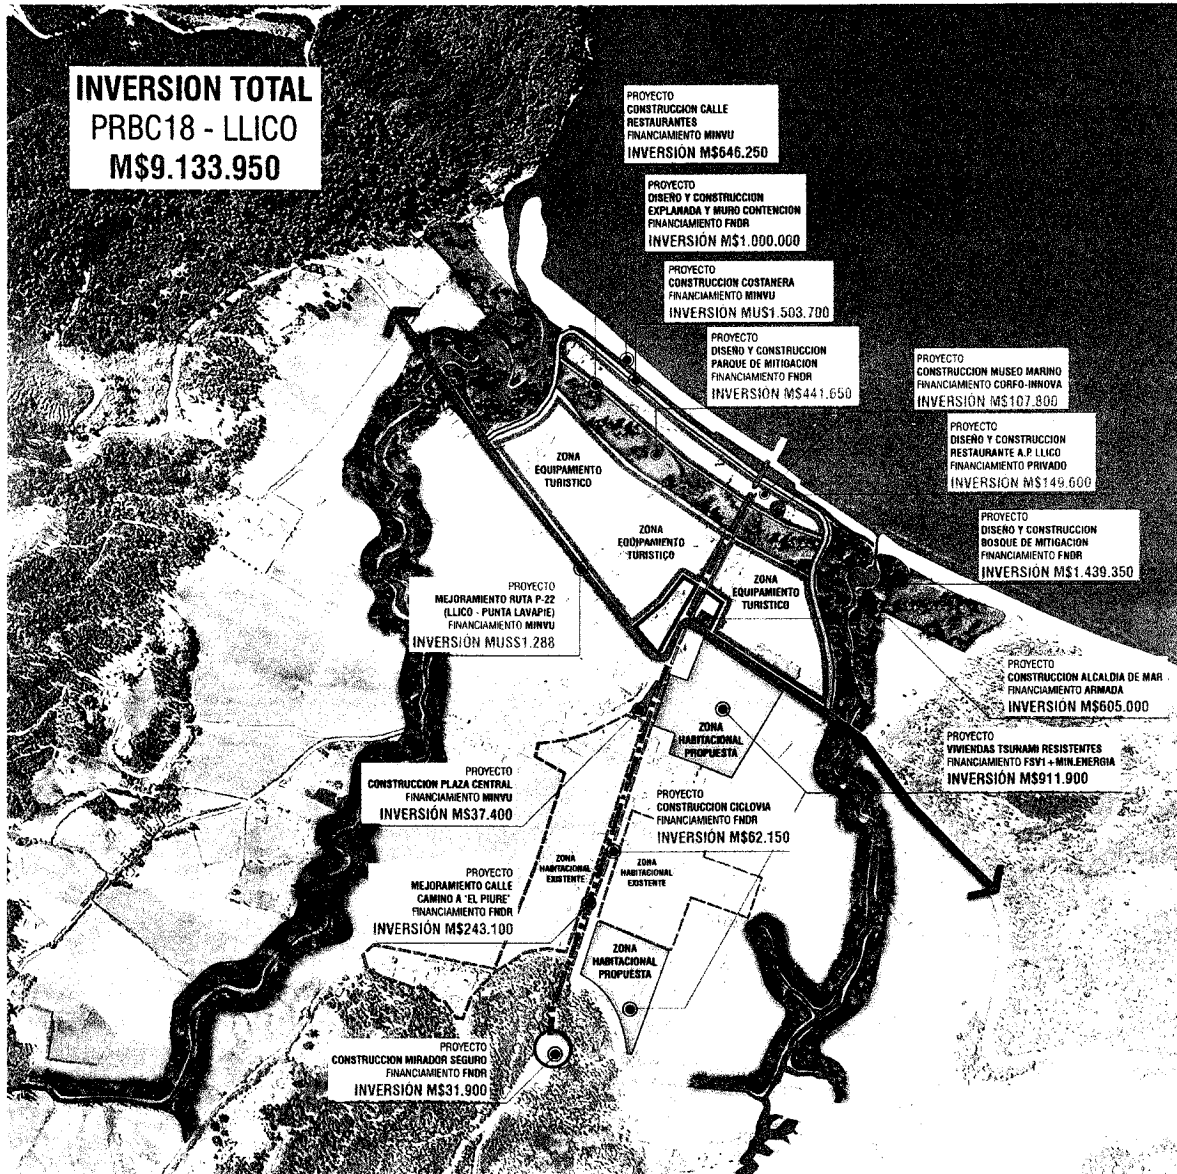 INVERSION TOTAL
PRBC18 - LLICO
M$9.133.950
PROYECTO
CONSTRUCCION CALLE
RESTAURANTES
FINANCIAMIENTO MINVU
INVERSIÓN M$646.250
PROYECTO
DISEÑO Y CONSTRUCCION
EXPLANADA Y MURO CONTENCION
FINANCIAMIENTO FNDR
INVERSIÓN M$1.000.000
PROYECTO
CONSTRUCCION COSTANERA
FINANCIAMIENTO MINVU
INVERSIÓN MUS1.503.700
PROYECTO
DISEÑO Y CONSTRUCCION
PARQUE DE MITIGACION
FINANCIAMIENTO FNDR
INVERSIÓN M$441.650
PROYECTO
CONSTRUCCION MUSEO MARINO
FINANCIAMIENTO CORFO-INNOVA
INVERSIÓN M$107.800
PROYECTO
DISEÑO Y CONSTRUCCION
RESTAURANTE A.P. LLICO
FINANCIAMIENTO PRIVADO
INVERSIÓN M$149.600
PROYECTO
DISEÑO Y CONSTRUCCION
BOSQUE DE MITIGACION
FINANCIAMIENTO FNDR
INVERSIÓN M$1.439.350
ZONA
EQUIPAMIENTO
TURISTICO
ZONA
EQUIPAMIENTO
TURISTICO
ZONA
EQUIPAMIENTO
TURISTICO
PROYECTO
MEJORAMIENTO RUTA P-22
(LLICO - PUNTA LAVAPIE)
FINANCIAMIENTO MINVU
INVERSIÓN MUS$1.288
PROYECTO
CONSTRUCCION ALCALDIA DE MAR
FINANCIAMIENTO ARMADA
INVERSIÓN M$605.000
ZONA
HABITACIONAL
PROPUESTA
PROYECTO
VIVIENDAS TSUNAMI RESISTENTES
FINANCIAMIENTO FSV1+MIN.ENERGIA
INVERSIÓN M$911.900
PROYECTO
CONSTRUCCION PLAZA CENTRAL
FINANCIAMIENTO MINVU
INVERSIÓN M$37.400
PROYECTO
CONSTRUCCION CICLOVIA
FINANCIAMIENTO FNDR
INVERSIÓN M$62.150
ZONA
HABITACIONAL
EXISTENTE
ZONA
HABITACIONAL
EXISTENTE
PROYECTO
MEJORAMIENTO CALLE
CAMINO A "EL PIURE"
FINANCIAMIENTO FNDR
INVERSIÓN M$243.100
ZONA
HABITACIONAL
PROPUESTA
PROYECTO
CONSTRUCCION MIRADOR SEGURO
FINANCIAMIENTO FNDR
INVERSIÓN M$31.900